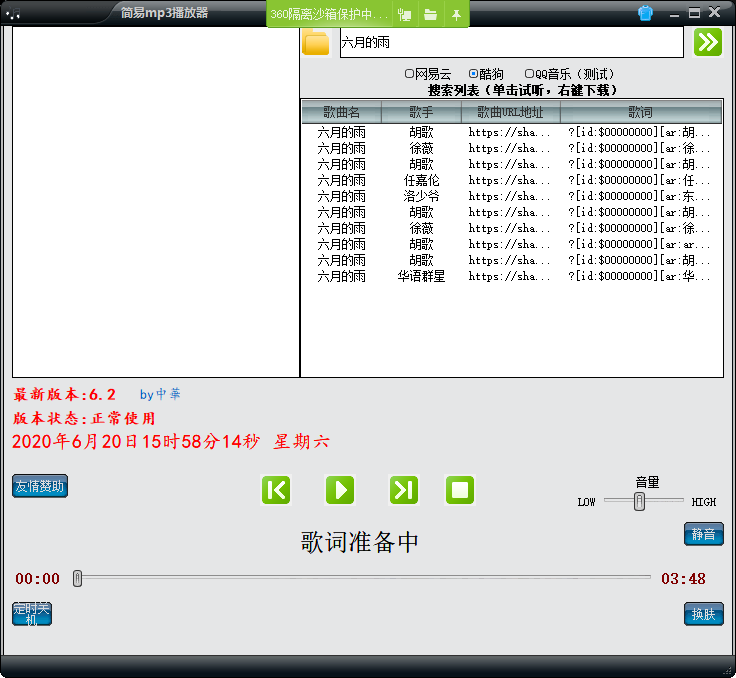 简易mp3播放器 360隔离沙箱保护中...
六月的雨
网易云 酷狗 QQ音乐（测试）
搜索列表（单击试听，右键下载）
歌曲名 歌手 歌曲URL地址 歌词
六月的雨 胡歌 https://sha... ?[id:$00000000][ar:胡...
六月的雨 徐薇 https://sha... ?[id:$00000000][ar:徐...
六月的雨 胡歌 https://sha... ?[id:$00000000][ar:胡...
六月的雨 任嘉伦 https://sha... ?[id:$00000000][ar:任...
六月的雨 洛少爷 https://sha... ?[id:$00000000][ar:东...
六月的雨 胡歌 https://sha... ?[id:$00000000][ar:胡...
六月的雨 徐薇 https://sha... ?[id:$00000000][ar:徐...
六月的雨 胡歌 https://sha... ?[id:$00000000][ar:ar...
六月的雨 胡歌 https://sha... ?[id:$00000000][ar:胡...
六月的雨 华语群星 https://sha... ?[id:$00000000][ar:华...
最新版本:6.2 by中華
版本状态:正常使用
2020年6月20日15时58分14秒 星期六
友情赞助
音量
LOW HIGH
歌词准备中
静音
00:00 03:48
定时关
机
换肤